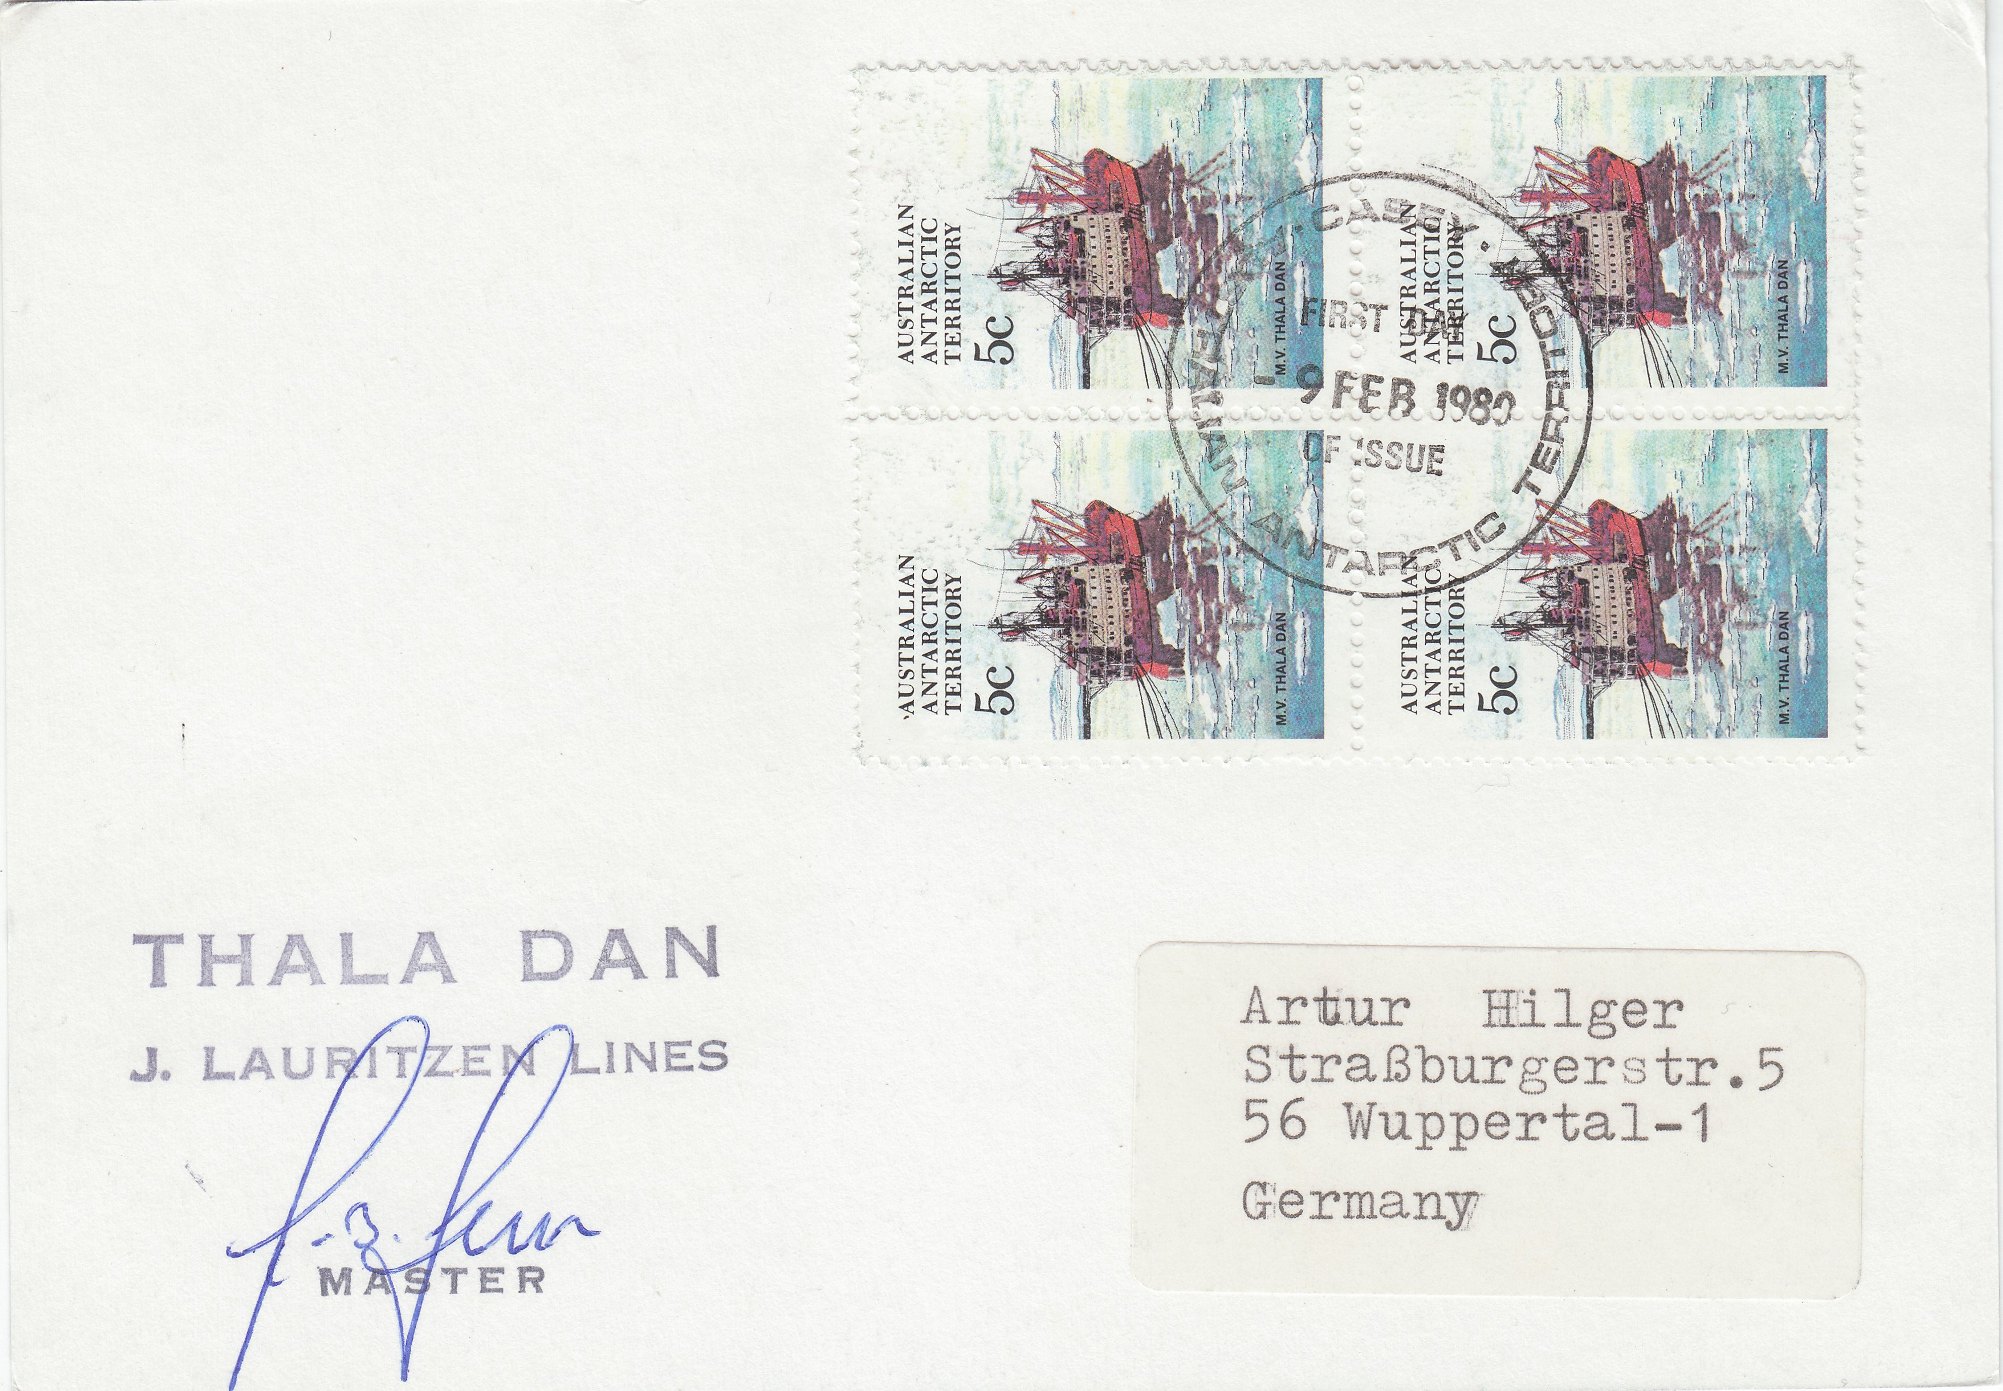 AUSTRALIAN
ANTARCTIC
TERRITORY
5c
M.V. THALA DAN
AUSTRALIAN
ANTARCTIC
TERRITORY
5c
M.V. THALA DAN
AUSTRALIAN
ANTARCTIC
TERRITORY
5c
M.V. THALA DAN
AUSTRALIAN
ANTARCTIC
TERRITORY
5c
M.V. THALA DAN
CASEY
AUSTRALIAN ANTARCTIC TERRITORY
FIRST DAY
9 FEB 1980
OF ISSUE
THALA DAN
J. LAURITZEN LINES
MASTER
Artur Hilger
Straßburgerstr.5
56 Wuppertal-1
Germany